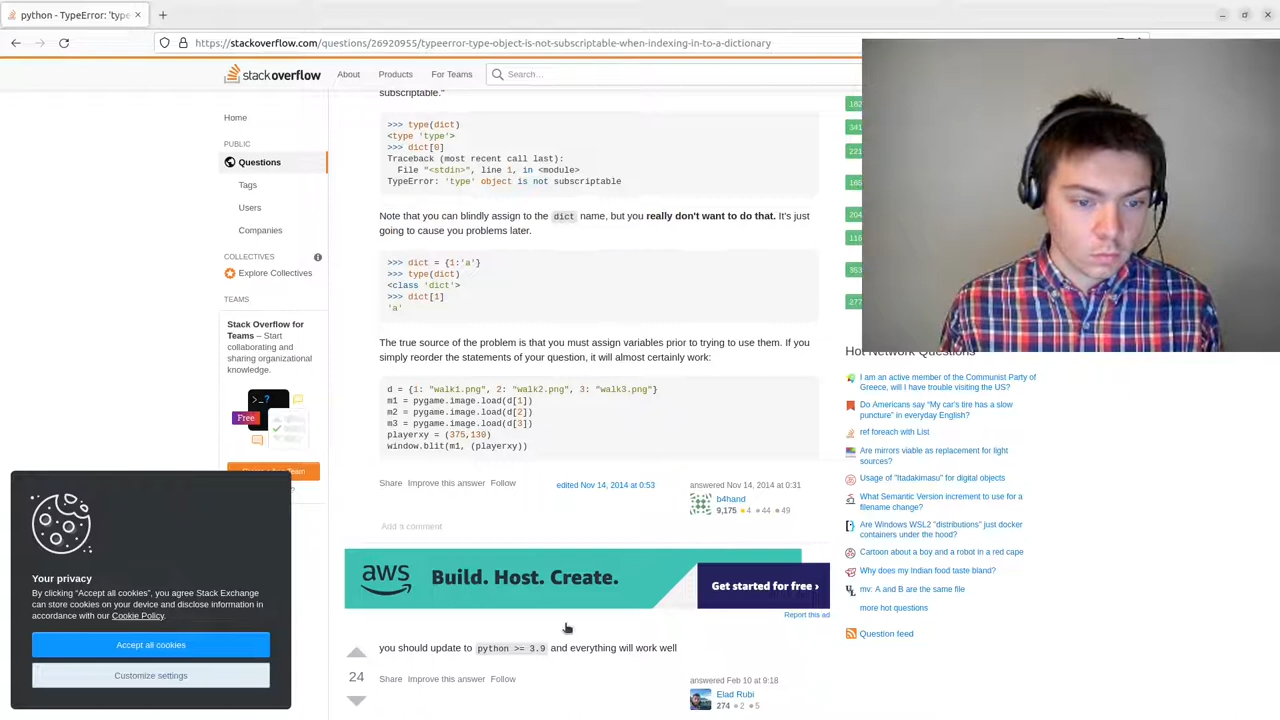 python - TypeError: 'type
https://stackoverflow.com/questions/26920955/typeerror-type-object-is-not-subscriptable-when-indexing-in-to-a-dictionary
stackoverflow
About
Products
For Teams
Search…
Home
PUBLIC
Questions
Tags
Users
Companies
COLLECTIVES
Explore Collectives
TEAMS
Stack Overflow for
Teams – Start
collaborating and
sharing organizational
knowledge.
Free
subscriptable."
>>> type(dict)
<type 'type'>
>>> dict[0]
Traceback (most recent call last):
File "<stdin>", line 1, in <module>
TypeError: 'type' object is not subscriptable
Note that you can blindly assign to the dict name, but you really don't want to do that. It's just
going to cause you problems later.
>>> dict = {1:'a'}
>>> type(dict)
<class 'dict'>
>>> dict[1]
'a'
The true source of the problem is that you must assign variables prior to trying to use them. If you
simply reorder the statements of your question, it will almost certainly work:
d = {1: "walk1.png", 2: "walk2.png", 3: "walk3.png"}
m1 = pygame.image.load(d[1])
m2 = pygame.image.load(d[2])
m3 = pygame.image.load(d[3])
playerxy = (375,130)
window.blit(m1, (playerxy))
Share Improve this answer Follow
edited Nov 14, 2014 at 0:53
answered Nov 14, 2014 at 0:31
b4hand
9,175 4 44 49
Add a comment
aws Build. Host. Create. Get started for free ›
Report this ad
you should update to python >= 3.9 and everything will work well
24
Share Improve this answer Follow
answered Feb 10 at 9:18
Elad Rubi
274 2 5
182
341
221
165
204
116
353
277
Hot Network Questions
I am an active member of the Communist Party of
Greece, will I have trouble visiting the US?
Do Americans say “My car's tire has a slow
puncture” in everyday English?
ref foreach with List
Are mirrors viable as replacement for light
sources?
Usage of "Itadakimasu" for digital objects
What Semantic Version increment to use for a
filename change?
Are Windows WSL2 "distributions" just docker
containers under the hood?
Cartoon about a boy and a robot in a red cape
Why does my Indian food taste bland?
mv: A and B are the same file
more hot questions
Question feed
Your privacy
By clicking “Accept all cookies”, you agree Stack Exchange
can store cookies on your device and disclose information in
accordance with our Cookie Policy.
Accept all cookies
Customize settings